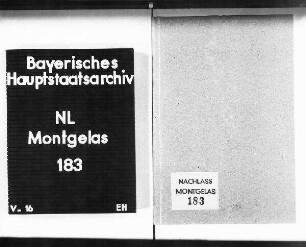 Bayerisches
Hauptstaatsarchiv
NL
Montgelas
183
V. 16
EH
NACHLASS
MONTGELAS
183